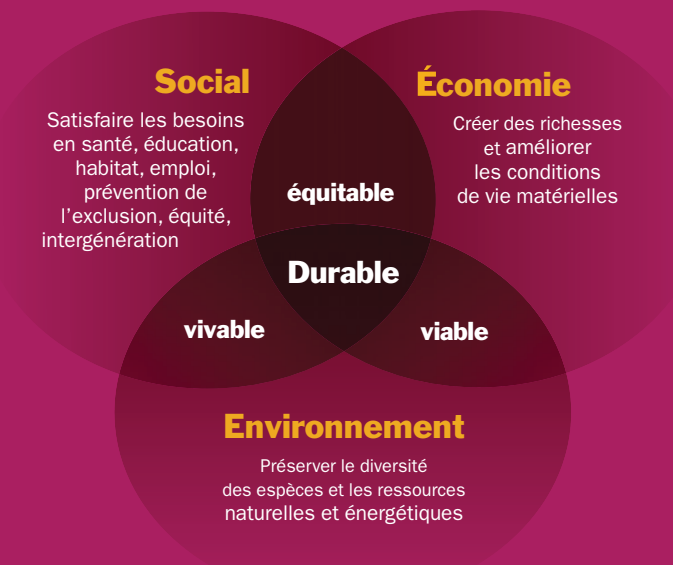 Social
Satisfaire les besoins
en santé, éducation,
habitat, emploi,
prévention de
l'exclusion, équité,
intergénération
Économie
Créer des richesses
et améliorer
les conditions
de vie matérielles
équitable
Durable
vivable
viable
Environnement
Préserver le diversité
des espèces et les ressources
naturelles et énergétiques